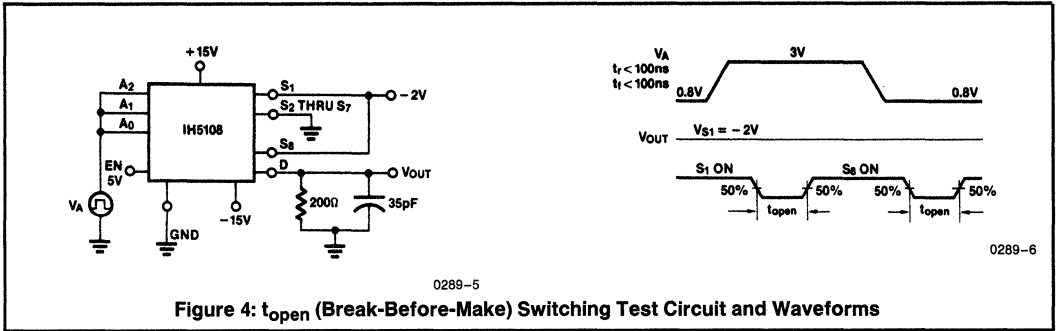 +15V
A2
A1
A0
IH5108
EN
5V
VA
GND
−15V
S1
S2 THRU S7
S8
D
−2V
VOUT
200Ω
35pF
0289–5
VA
tr < 100ns
tf < 100ns
0.8V
3V
0.8V
VOUT
VS1 = −2V
S1 ON
S8 ON
50%
50%
50%
50%
topen
topen
0289–6
Figure 4: topen (Break-Before-Make) Switching Test Circuit and Waveforms